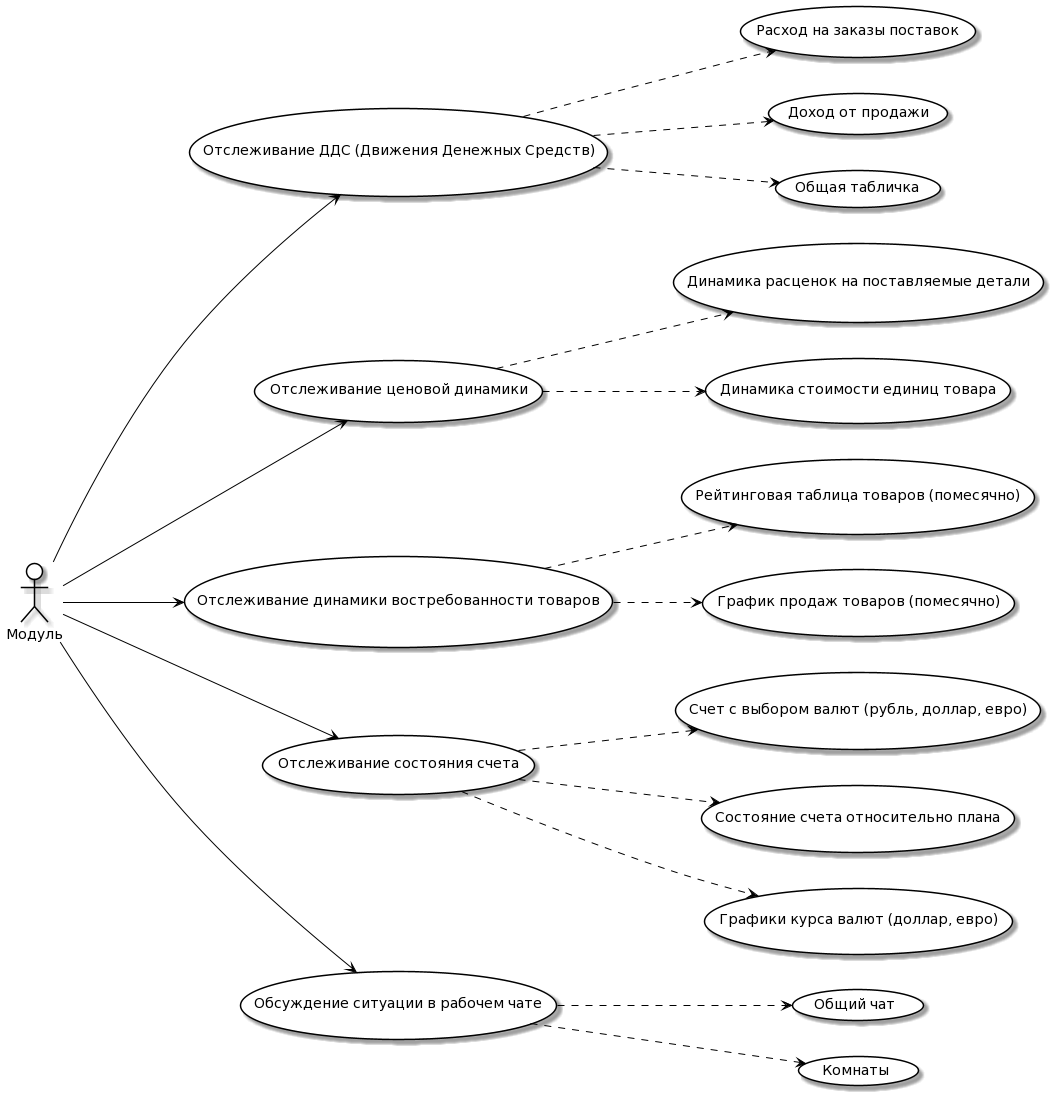 Расход на заказы поставок
Доход от продажи
Отслеживание ДДС (Движения Денежных Средств)
Общая табличка
Динамика расценок на поставляемые детали
Отслеживание ценовой динамики
Динамика стоимости единиц товара
Рейтинговая таблица товаров (помесячно)
Отслеживание динамики востребованности товаров
График продаж товаров (помесячно)
Модуль
Счет с выбором валют (рубль, доллар, евро)
Отслеживание состояния счета
Состояние счета относительно плана
Графики курса валют (доллар, евро)
Обсуждение ситуации в рабочем чате
Общий чат
Комнаты